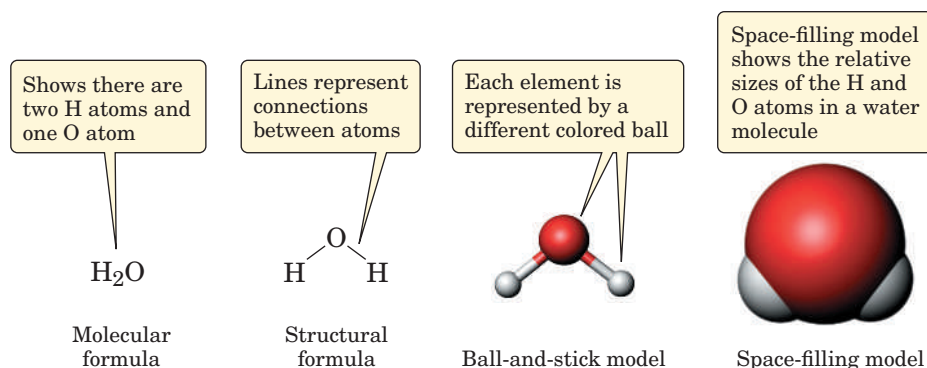 Shows there are
two H atoms and
one O atom
Lines represent
connections
between atoms
Each element is
represented by a
different colored ball
Space-filling model
shows the relative
sizes of the H and
O atoms in a water
molecule
H₂O
O
H H
Molecular
formula
Structural
formula
Ball-and-stick model
Space-filling model